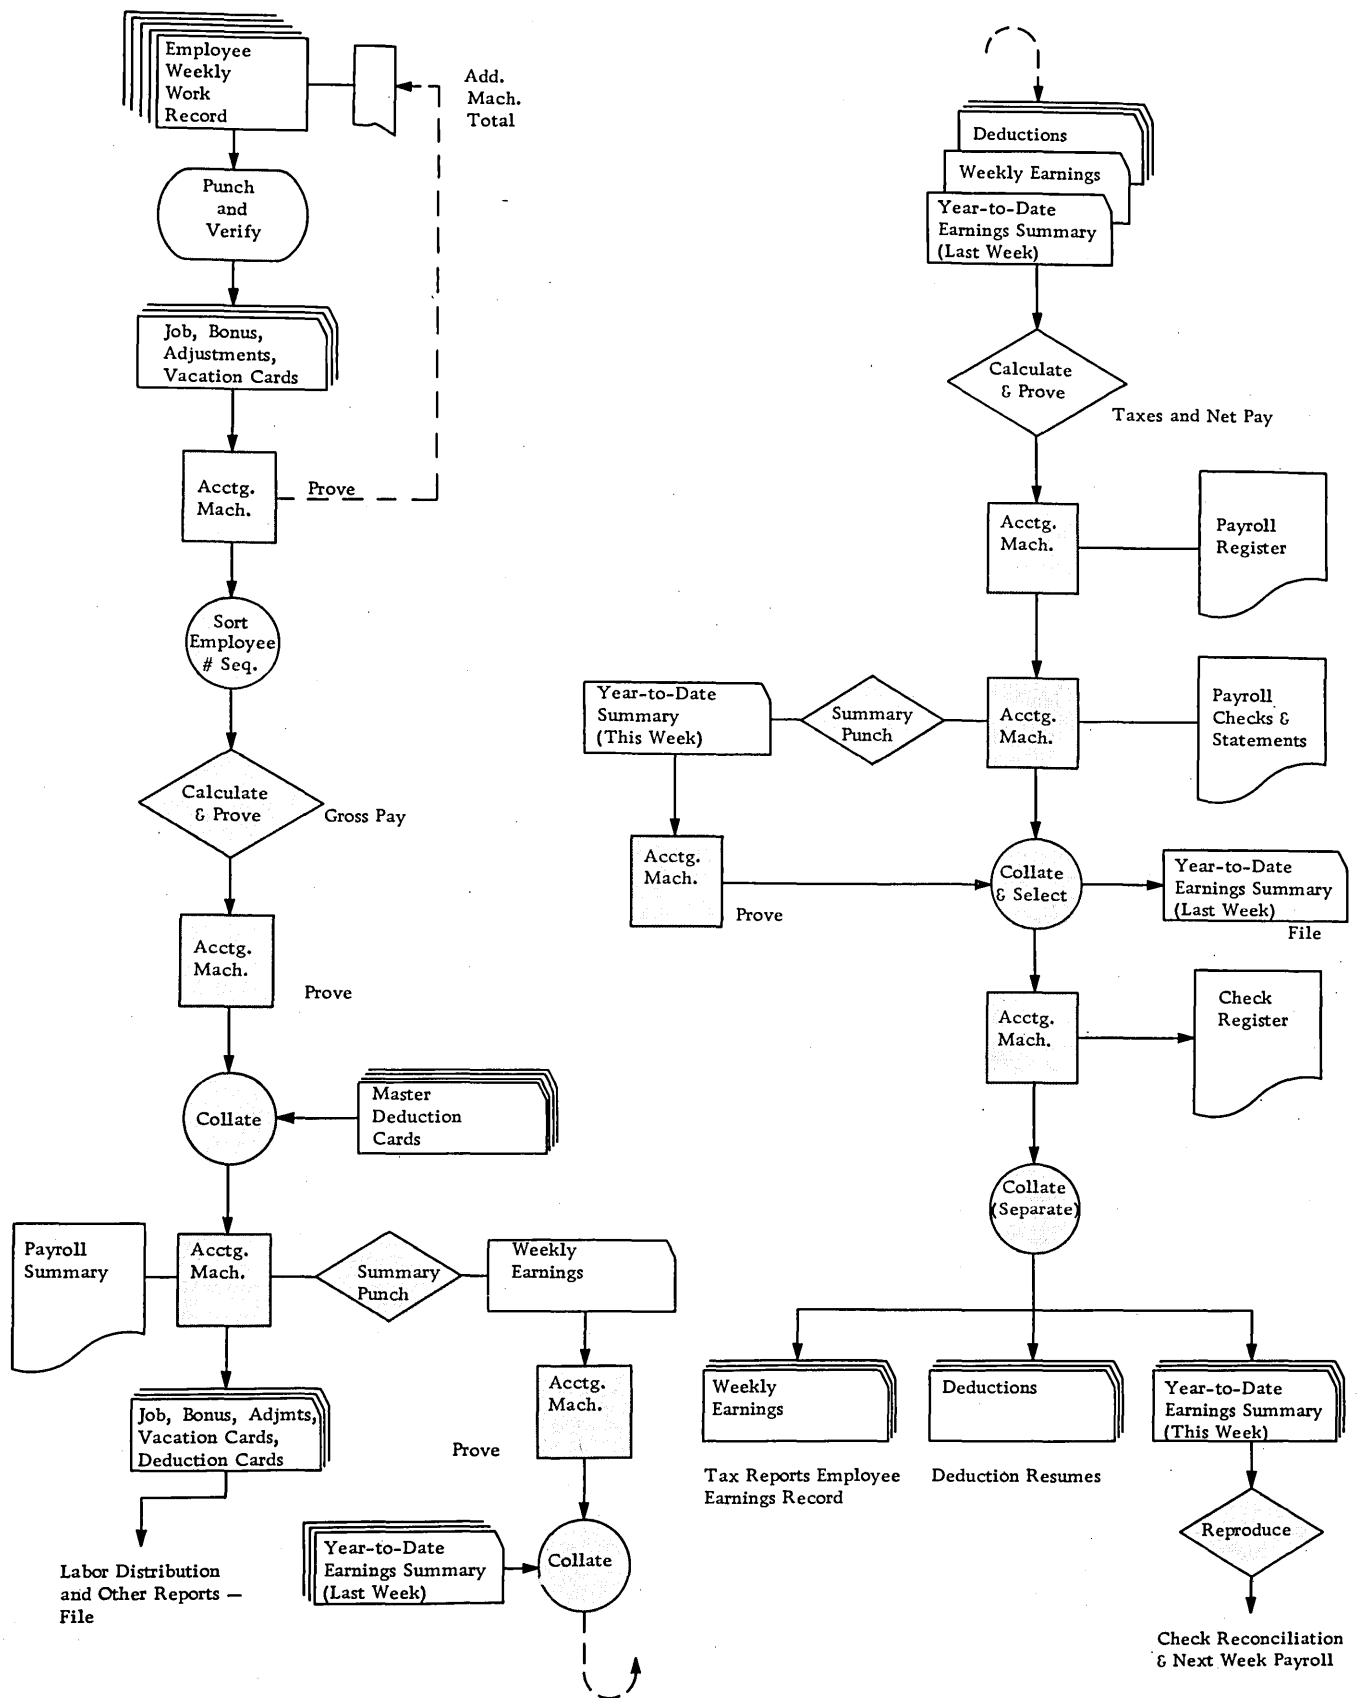 Employee
Weekly
Work
Record
Add.
Mach.
Total
Punch
and
Verify
Job, Bonus,
Adjustments,
Vacation Cards
Acctg.
Mach.
Prove
Sort
Employee
# Seq.
Calculate
& Prove
Gross Pay
Acctg.
Mach.
Prove
Collate
Master
Deduction
Cards
Payroll
Summary
Acctg.
Mach.
Summary
Punch
Weekly
Earnings
Job, Bonus, Adjmts,
Vacation Cards,
Deduction Cards
Labor Distribution
and Other Reports —
File
Acctg.
Mach.
Prove
Year-to-Date
Earnings Summary
(Last Week)
Collate
Deductions
Weekly Earnings
Year-to-Date
Earnings Summary
(Last Week)
Calculate
& Prove
Taxes and Net Pay
Acctg.
Mach.
Payroll
Register
Year-to-Date
Summary
(This Week)
Summary
Punch
Acctg.
Mach.
Payroll
Checks &
Statements
Acctg.
Mach.
Prove
Collate
& Select
Year-to-Date
Earnings Summary
(Last Week)
File
Acctg.
Mach.
Check
Register
Collate
(Separate)
Weekly
Earnings
Tax Reports Employee
Earnings Record
Deductions
Deduction Resumes
Year-to-Date
Earnings Summary
(This Week)
Reproduce
Check Reconciliation
& Next Week Payroll